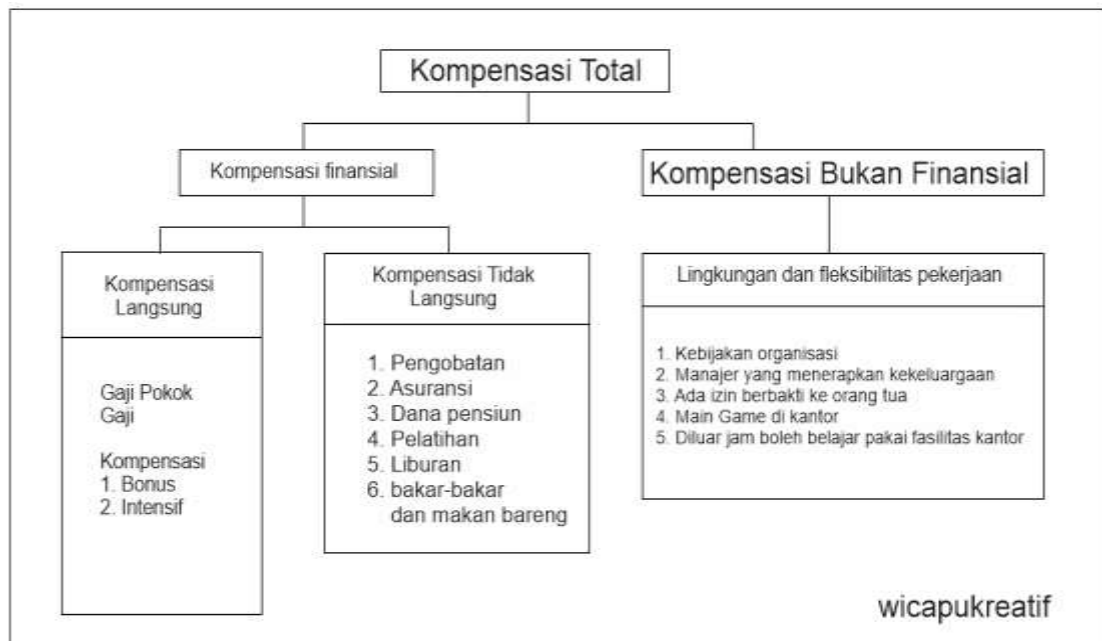 Kompensasi Total
Kompensasi finansial
Kompensasi Bukan Finansial
Kompensasi
Langsung
Gaji Pokok
Gaji
Kompensasi
1. Bonus
2. Intensif
Kompensasi Tidak
Langsung
1. Pengobatan
2. Asuransi
3. Dana pensiun
4. Pelatihan
5. Liburan
6. bakar-bakar
dan makan bareng
Lingkungan dan fleksibilitas pekerjaan
1. Kebijakan organisasi
2. Manajer yang menerapkan kekeluargaan
3. Ada izin berbakti ke orang tua
4. Main Game di kantor
5. Diluar jam boleh belajar pakai fasilitas kantor
wicapukreatif